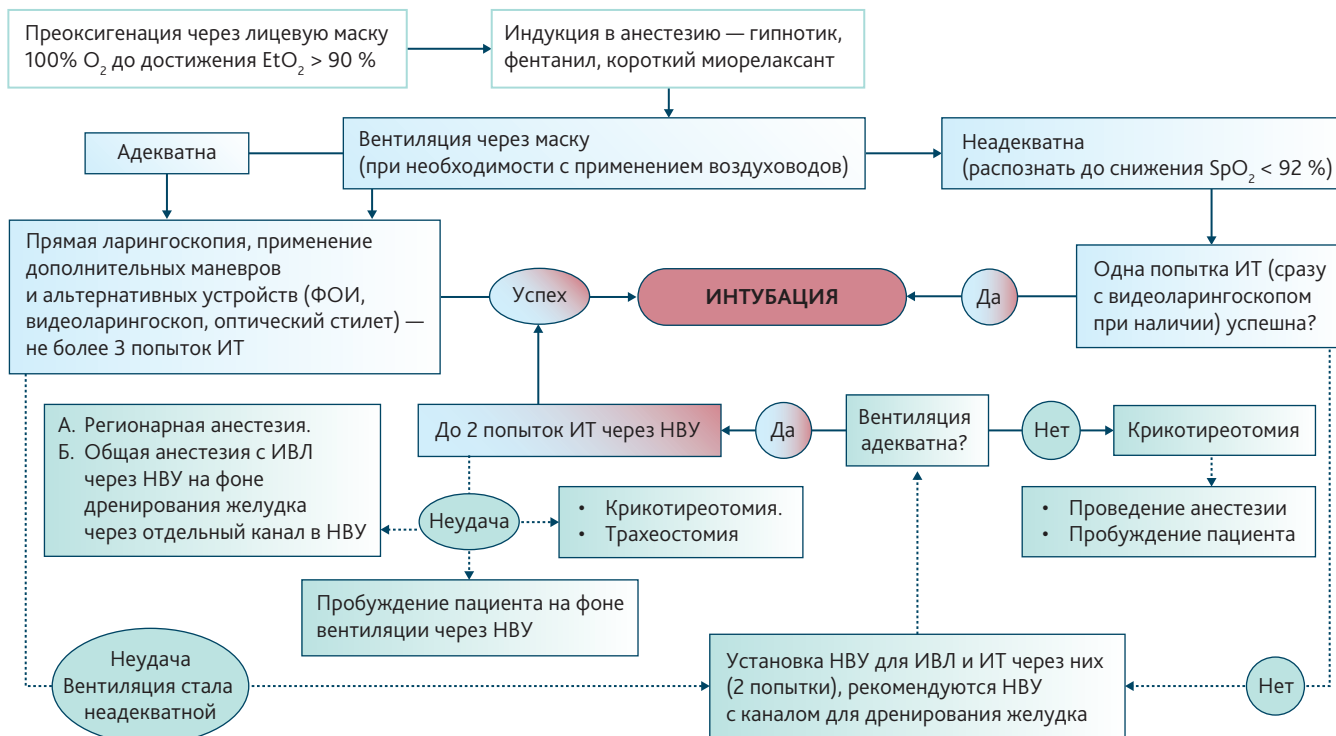 Преоксигенация через лицевую маску
100% O₂ до достижения EtO₂ > 90 %
Индукция в анестезию — гипнотик,
фентанил, короткий миорелаксант
Адекватна
Вентиляция через маску
(при необходимости с применением воздуховодов)
Неадекватна
(распознать до снижения SpO₂ < 92 %)
Прямая ларингоскопия, применение
дополнительных маневров
и альтернативных устройств (ФОИ,
видеоларингоскоп, оптический стилет) —
не более 3 попыток ИТ
Успех
ИНТУБАЦИЯ
Да
Одна попытка ИТ (сразу
с видеоларингоскопом
при наличии) успешна?
А. Регионарная анестезия.
Б. Общая анестезия с ИВЛ
через НВУ на фоне
дренирования желудка
через отдельный канал в НВУ
До 2 попыток ИТ через НВУ
Да
Вентиляция
адекватна?
Нет
Крикотиреотомия
Неудача
• Крикотиреотомия.
• Трахеостомия
• Проведение анестезии
• Пробуждение пациента
Пробуждение пациента на фоне
вентиляции через НВУ
Неудача
Вентиляция стала
неадекватной
Установка НВУ для ИВЛ и ИТ через них
(2 попытки), рекомендуются НВУ
с каналом для дренирования желудка
Нет